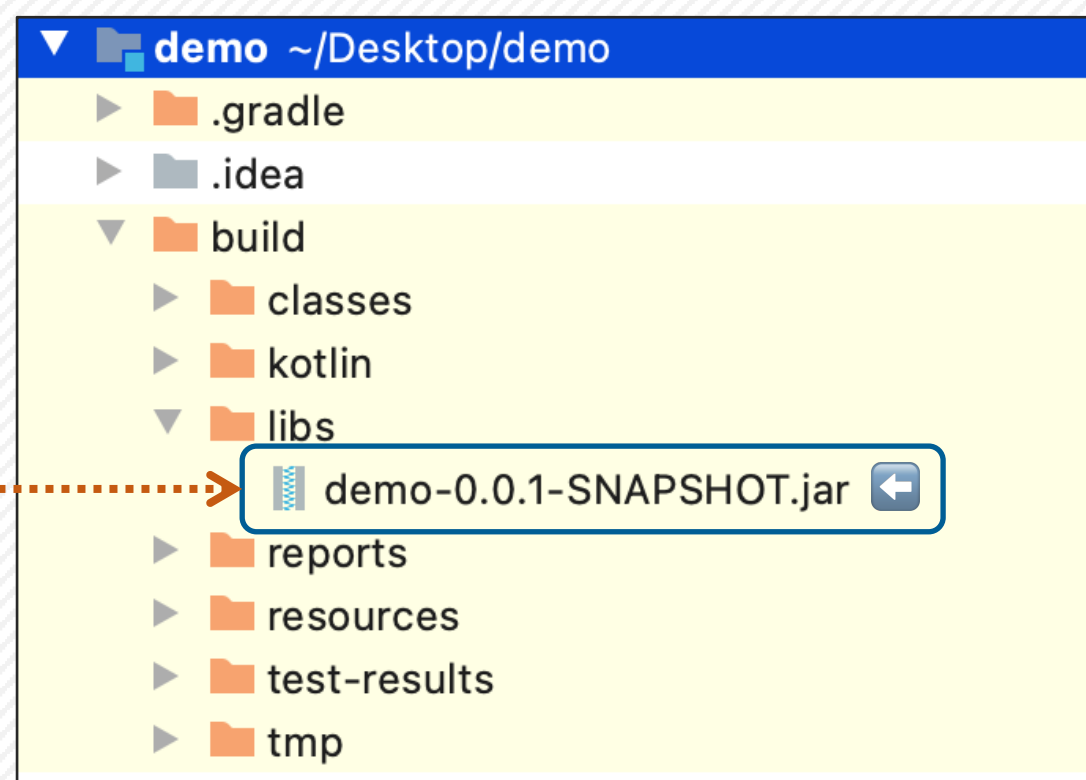 demo ~/Desktop/demo
.gradle
.idea
build
classes
kotlin
libs
demo-0.0.1-SNAPSHOT.jar
reports
resources
test-results
tmp